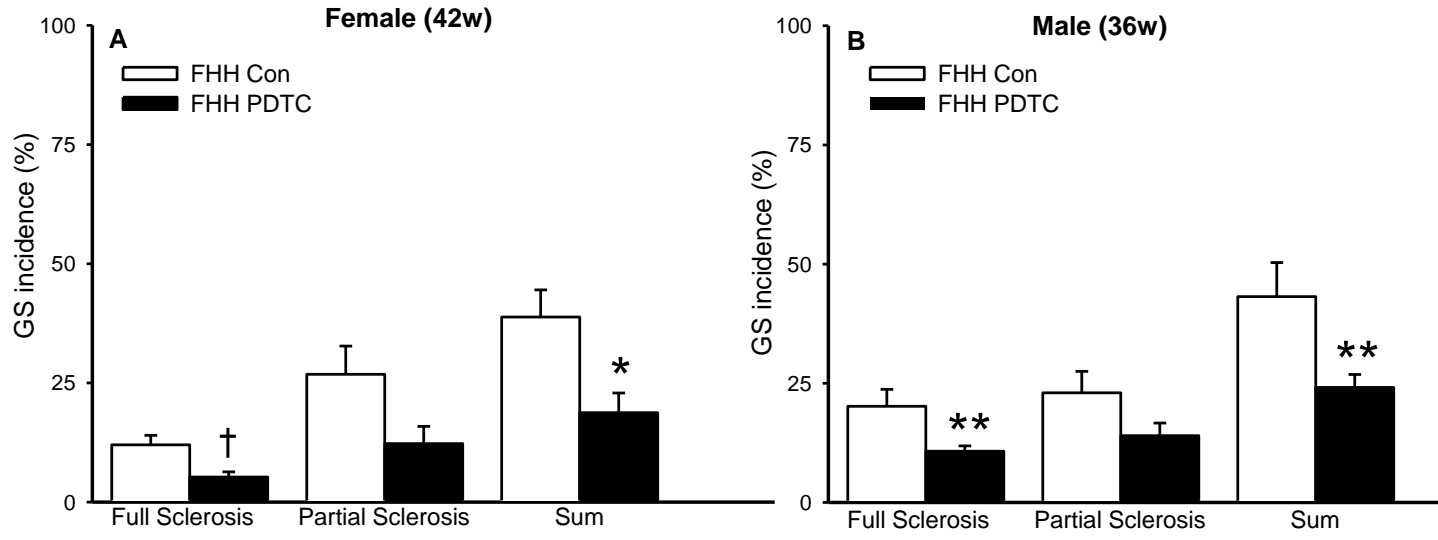 Female (42w)
A
FHH Con
FHH PDTC
GS incidence (%)
100
75
50
25
0
†
*
Full Sclerosis
Partial Sclerosis
Sum
Male (36w)
B
FHH Con
FHH PDTC
GS incidence (%)
100
75
50
25
0
**
**
Full Sclerosis
Partial Sclerosis
Sum